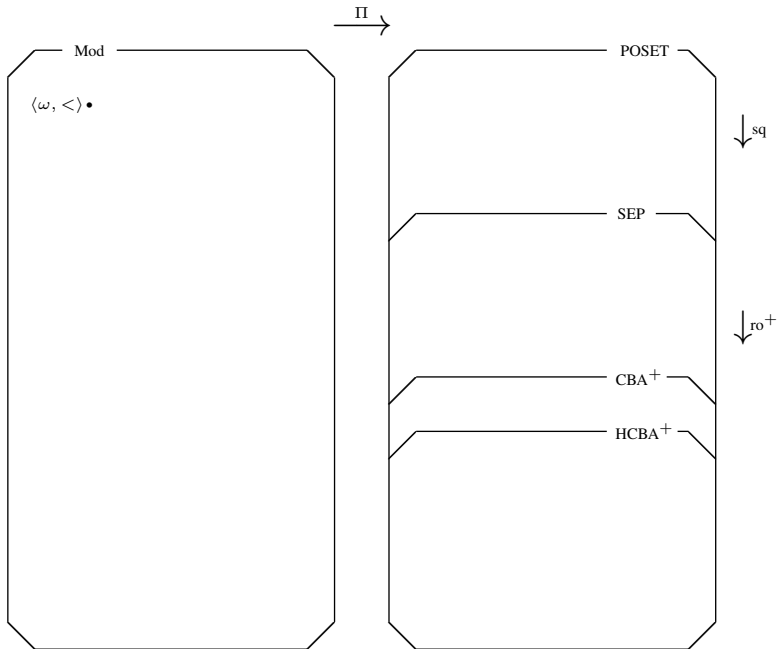 Π
Mod
POSET
⟨ω, <⟩•
sq
SEP
ro⁺
CBA⁺
HCBA⁺